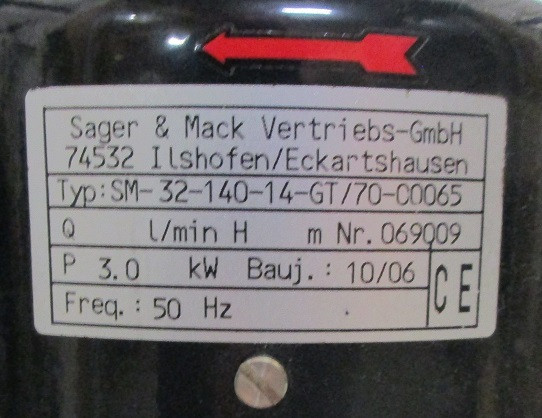 Sager & Mack Vertriebs-GmbH
74532 Ilshofen/Eckartshausen
Typ:SM-32-140-14-GT/70-C0065
Q l/min H m Nr. 069009
P 3.0 kW Bauj.: 10/06
Freq.: 50 Hz
CE